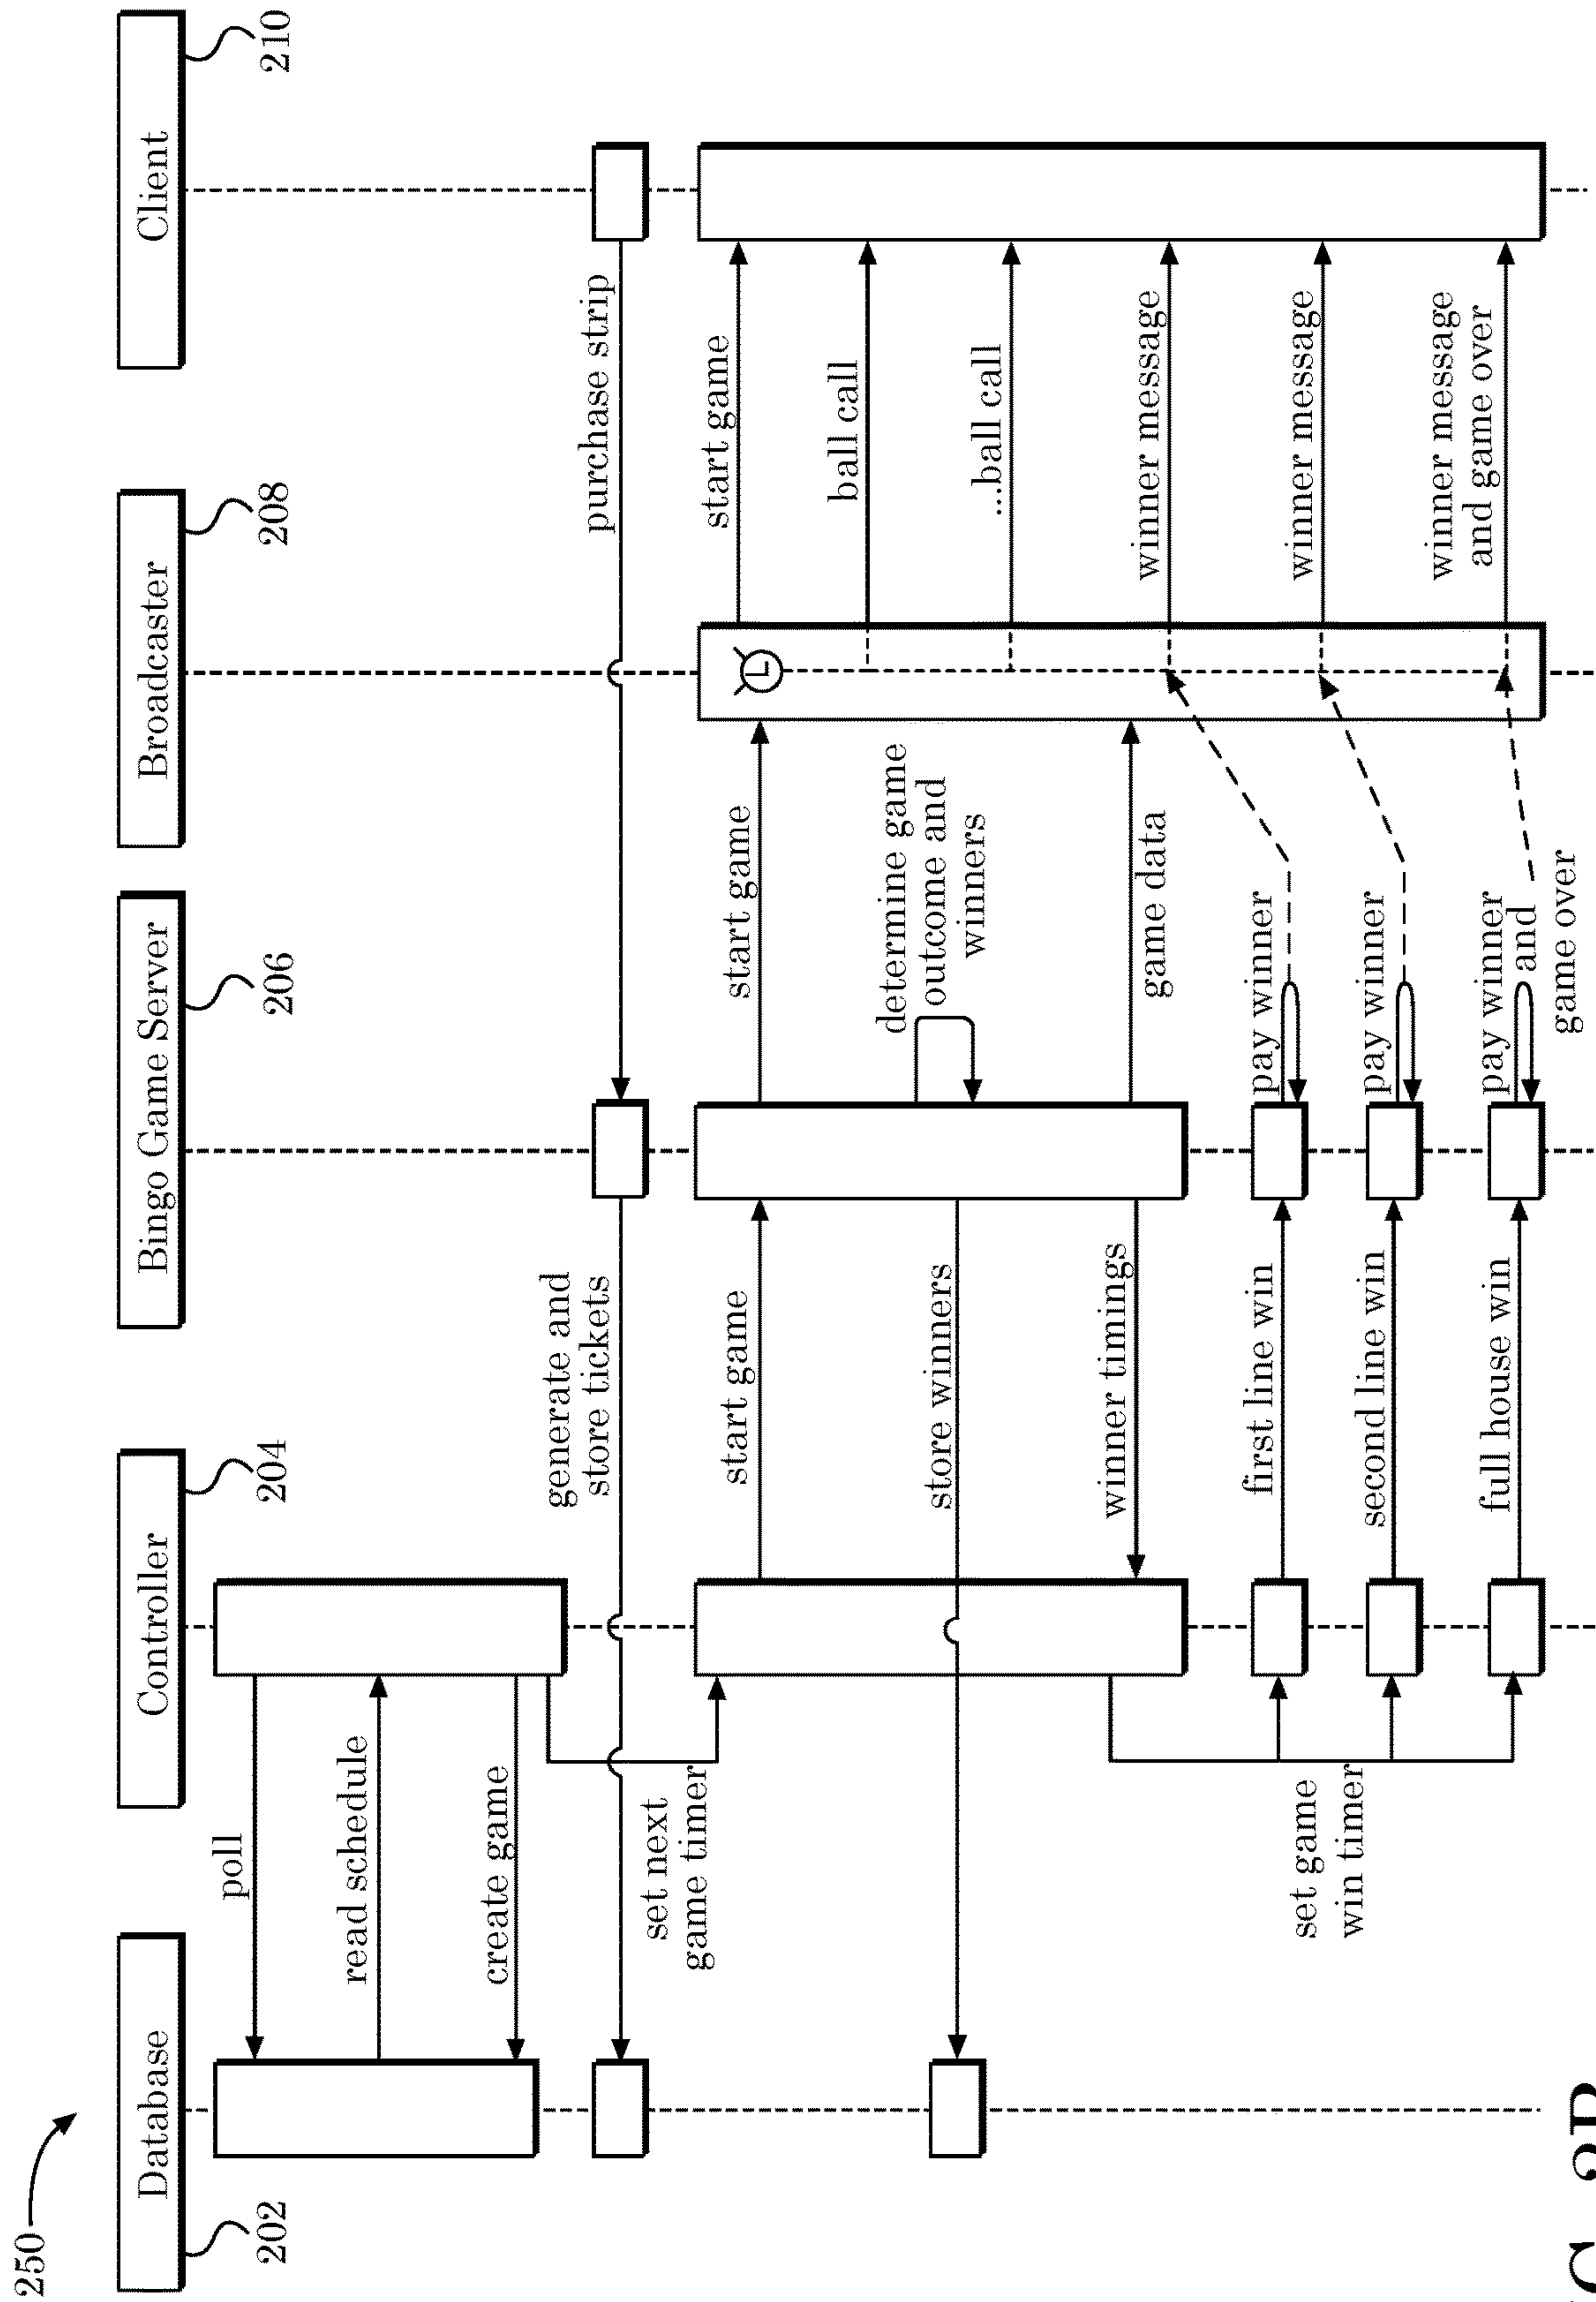 250
Database
202
Controller
204
Bingo Game Server
206
Broadcaster
208
Client
210
poll
read schedule
create game
purchase strip
generate and
store tickets
set next
game timer
start game
start game
start game
ball call
...ball call
determine game
outcome and
winners
store winners
winner timings
game data
set game
win timer
first line win
pay winner
winner message
second line win
pay winner
winner message
full house win
pay winner
and
game over
winner message
and game over